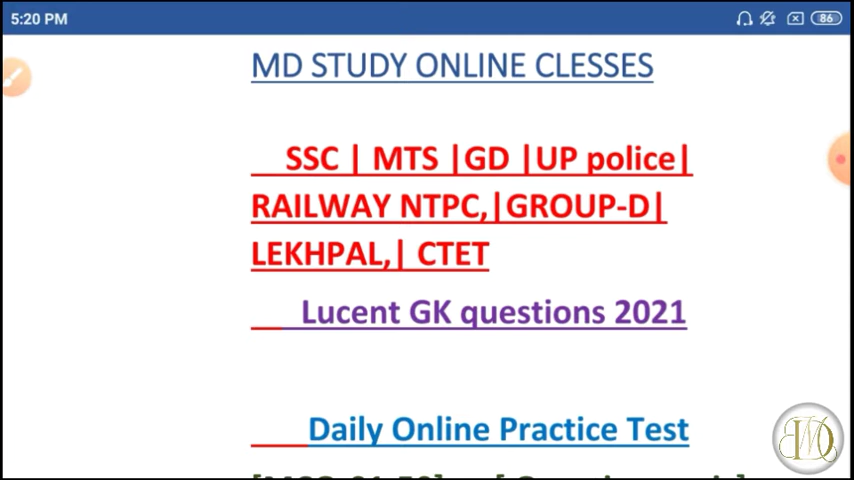 5:20 PM
86
MD STUDY ONLINE CLESSES
SSC | MTS |GD |UP police|
RAILWAY NTPC,|GROUP-D|
LEKHPAL,| CTET
Lucent GK questions 2021
Daily Online Practice Test